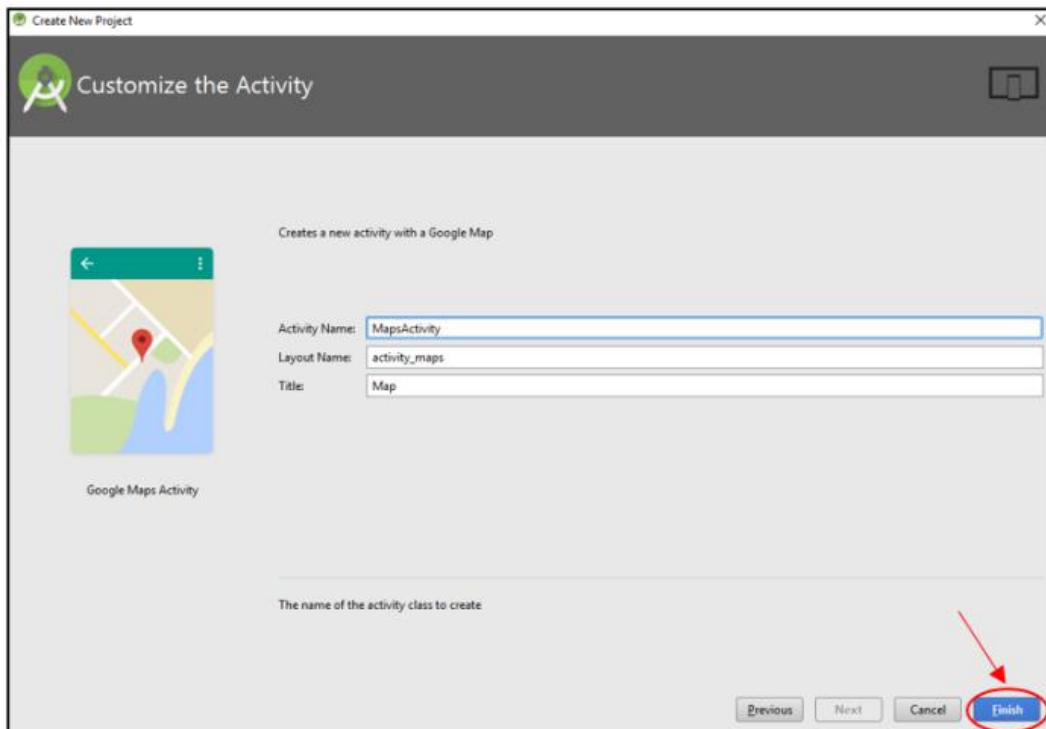 Create New Project
Customize the Activity
Creates a new activity with a Google Map
Activity Name: MapsActivity
Layout Name: activity_maps
Title: Map
Google Maps Activity
The name of the activity class to create
Previous Next Cancel Finish